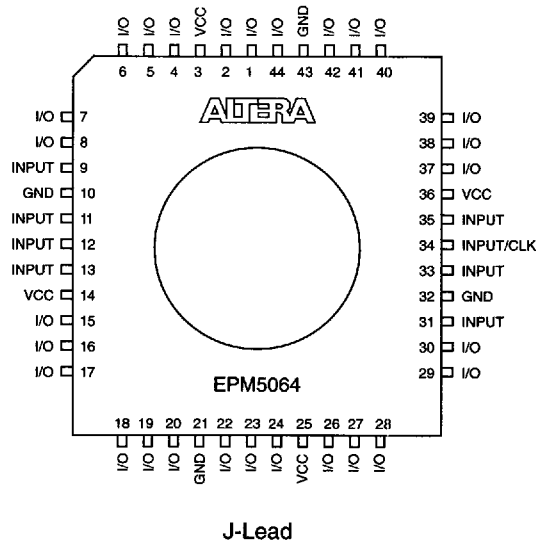 I/O I/O I/O VCC I/O I/O I/O GND I/O I/O I/O
6 5 4 3 2 1 44 43 42 41 40
ALTERA
I/O 7
I/O 8
INPUT 9
GND 10
INPUT 11
INPUT 12
INPUT 13
VCC 14
I/O 15
I/O 16
I/O 17
39 I/O
38 I/O
37 I/O
36 VCC
35 INPUT
34 INPUT/CLK
33 INPUT
32 GND
31 INPUT
30 I/O
29 I/O
EPM5064
18 19 20 21 22 23 24 25 26 27 28
I/O I/O I/O GND I/O I/O I/O VCC I/O I/O I/O
J-Lead